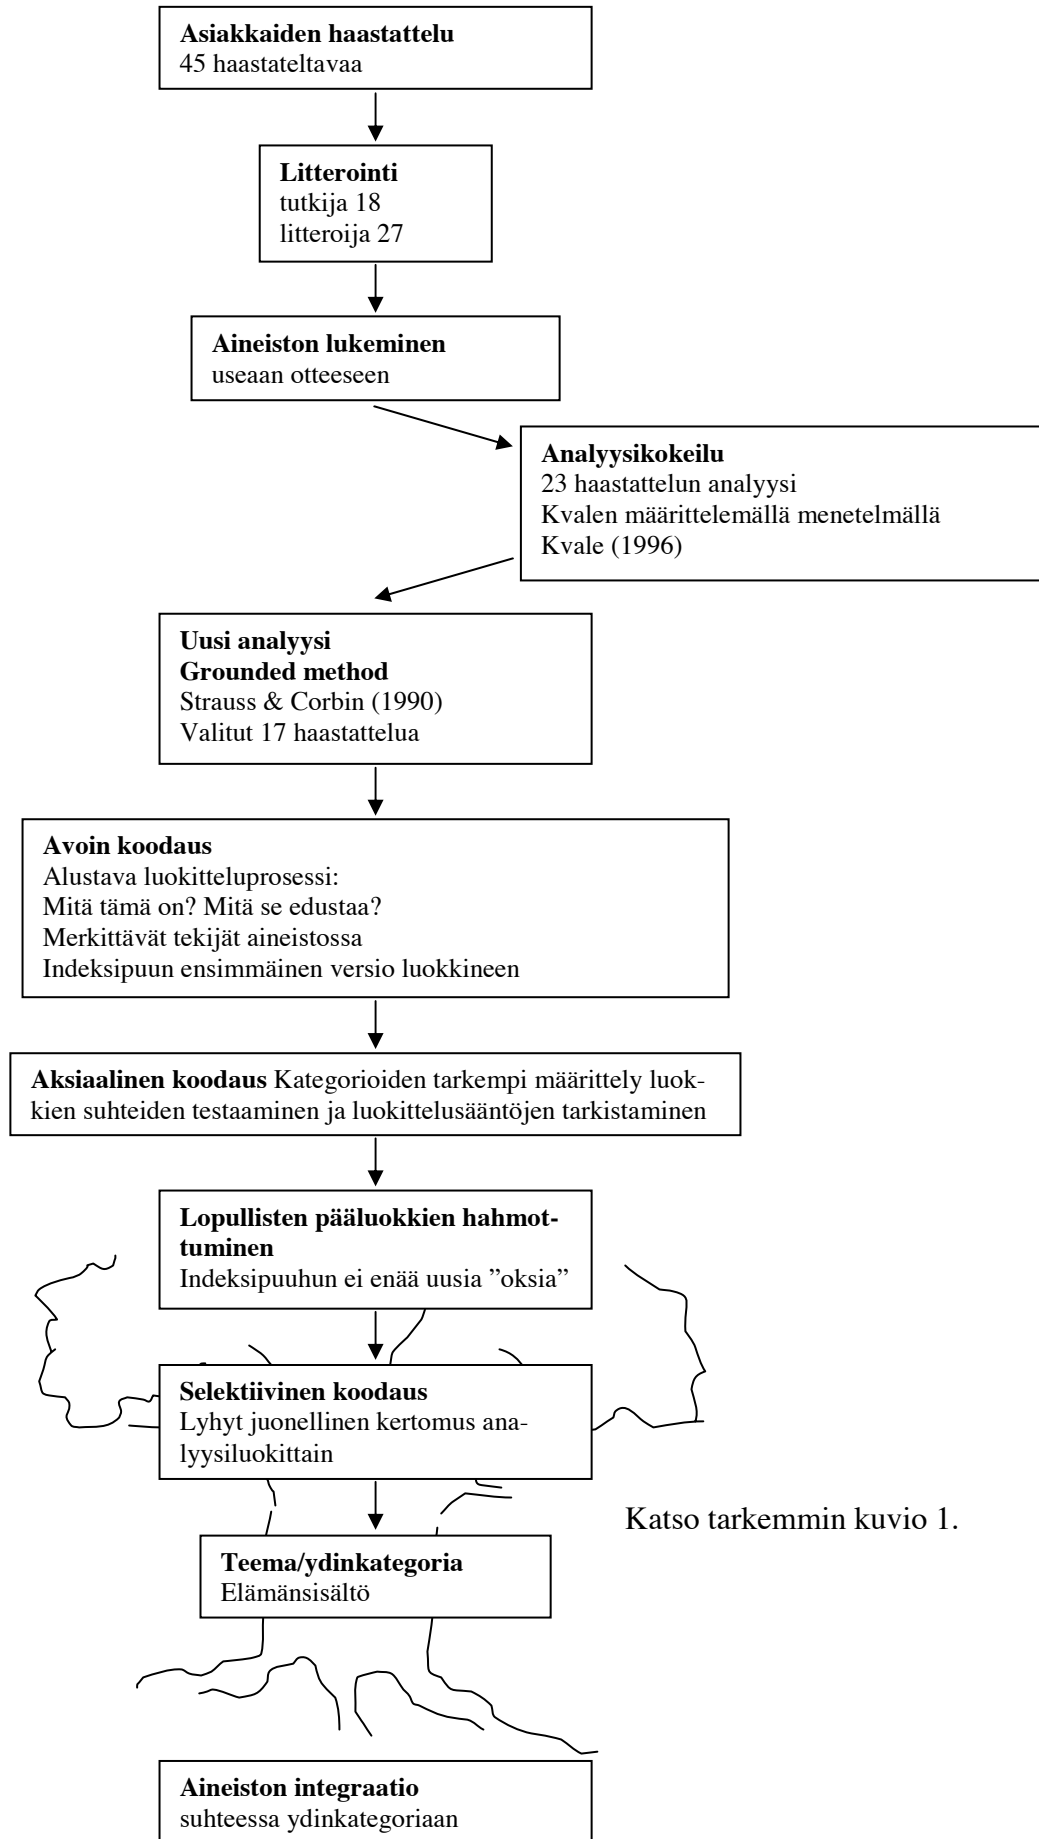 Asiakkaiden haastattelu
45 haastateltavaa
Litterointi
tutkija 18
litteroija 27
Aineiston lukeminen
useaan otteeseen
Analyysikokeilu
23 haastattelun analyysi
Kvalen määrittelemällä menetelmällä
Kvale (1996)
Uusi analyysi
Grounded method
Strauss & Corbin (1990)
Valitut 17 haastattelua
Avoin koodaus
Alustava luokitteluprosessi:
Mitä tämä on? Mitä se edustaa?
Merkittävät tekijät aineistossa
Indeksipuun ensimmäinen versio luokkineen
Aksiaalinen koodaus Kategorioiden tarkempi määrittely luok-
kien suhteiden testaaminen ja luokittelusääntöjen tarkistaminen
Lopullisten pääluokkien hahmot-
tuminen
Indeksipuuhun ei enää uusia ”oksia”
Selektiivinen koodaus
Lyhyt juonellinen kertomus ana-
lyysiluokittain
Katso tarkemmin kuvio 1.
Teema/ydinkategoria
Elämänsisältö
Aineiston integraatio
suhteessa ydinkategoriaan